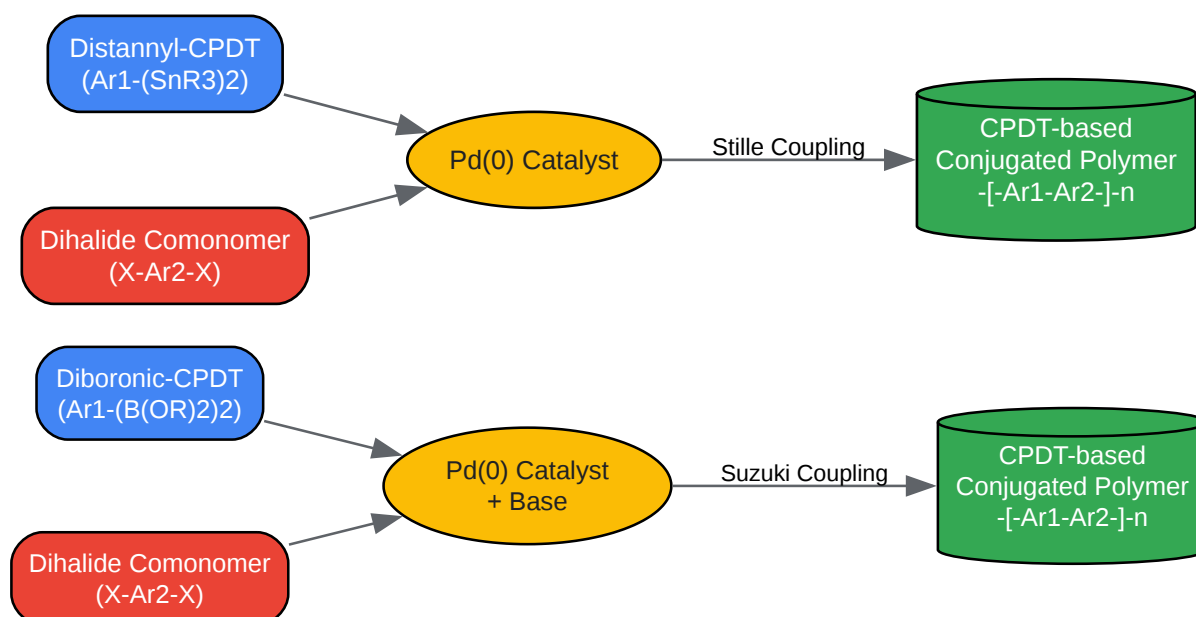 Distannyl-CPDT
(Ar1-(SnR3)2)
Dihalide Comonomer
(X-Ar2-X)
Pd(0) Catalyst
Stille Coupling
CPDT-based
Conjugated Polymer
-[-Ar1-Ar2-]-n
Diboronic-CPDT
(Ar1-(B(OR)2)2)
Dihalide Comonomer
(X-Ar2-X)
Pd(0) Catalyst
+ Base
Suzuki Coupling
CPDT-based
Conjugated Polymer
-[-Ar1-Ar2-]-n